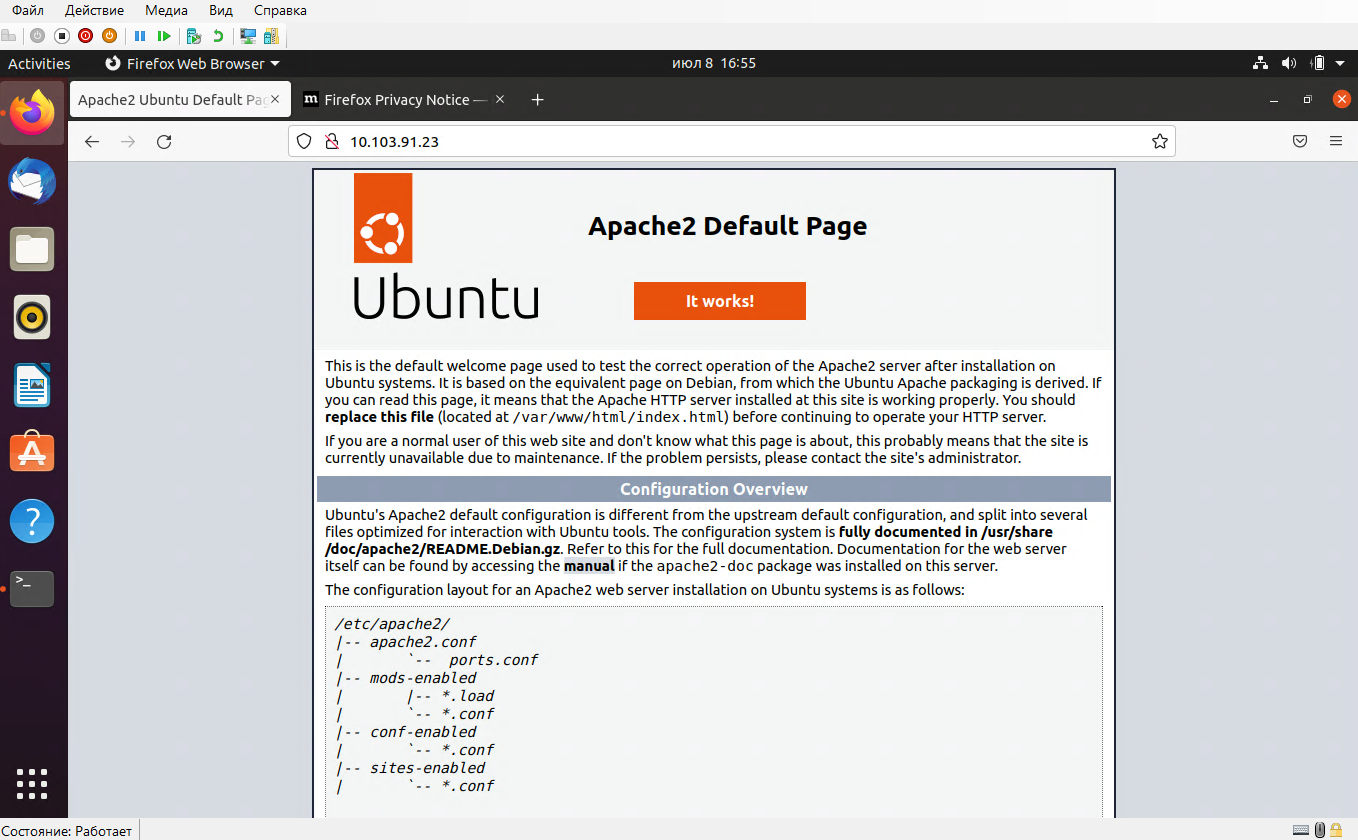 Файл Действие Медиа Вид Справка
Activities Firefox Web Browser июл 8 16:55
Apache2 Ubuntu Default Pag Firefox Privacy Notice —
10.103.91.23
Apache2 Default Page
Ubuntu
It works!
This is the default welcome page used to test the correct operation of the Apache2 server after installation on
Ubuntu systems. It is based on the equivalent page on Debian, from which the Ubuntu Apache packaging is derived. If
you can read this page, it means that the Apache HTTP server installed at this site is working properly. You should
replace this file (located at /var/www/html/index.html) before continuing to operate your HTTP server.
If you are a normal user of this web site and don't know what this page is about, this probably means that the site is
currently unavailable due to maintenance. If the problem persists, please contact the site's administrator.
Configuration Overview
Ubuntu's Apache2 default configuration is different from the upstream default configuration, and split into several
files optimized for interaction with Ubuntu tools. The configuration system is fully documented in /usr/share
/doc/apache2/README.Debian.gz. Refer to this for the full documentation. Documentation for the web server
itself can be found by accessing the manual if the apache2-doc package was installed on this server.
The configuration layout for an Apache2 web server installation on Ubuntu systems is as follows:
/etc/apache2/
|-- apache2.conf
|       `--  ports.conf
|-- mods-enabled
|       |-- *.load
|       `-- *.conf
|-- conf-enabled
|       `-- *.conf
|-- sites-enabled
|       `-- *.conf
Состояние: Работает